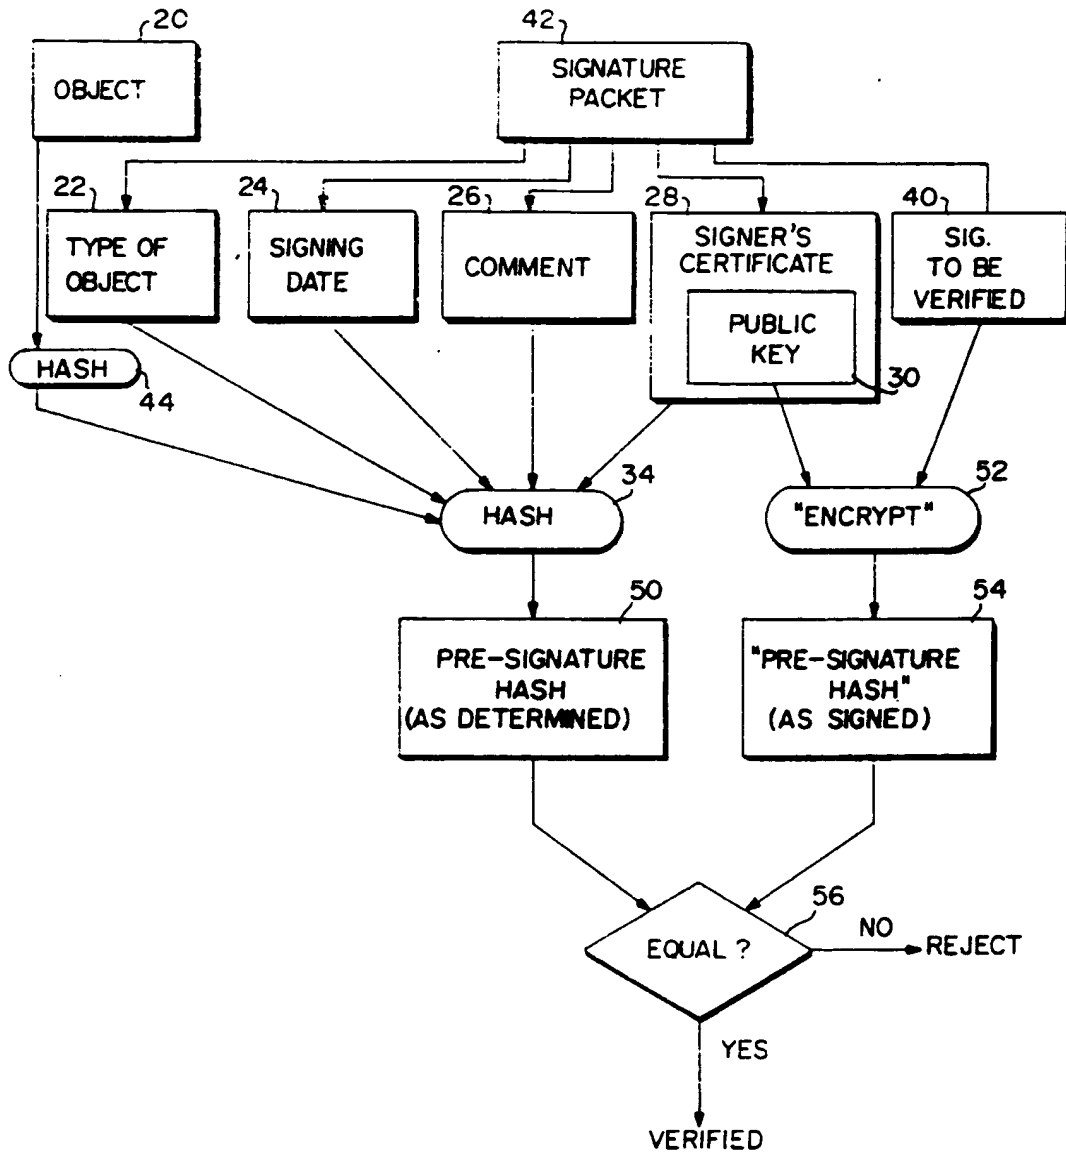 20
OBJECT
42
SIGNATURE
PACKET
22
TYPE OF
OBJECT
24
SIGNING
DATE
26
COMMENT
28
SIGNER'S
CERTIFICATE
PUBLIC
KEY
30
40
SIG.
TO BE
VERIFIED
HASH
44
HASH
34
"ENCRYPT"
52
50
PRE-SIGNATURE
HASH
(AS DETERMINED)
54
"PRE-SIGNATURE
HASH"
(AS SIGNED)
EQUAL ?
56
NO
REJECT
YES
VERIFIED